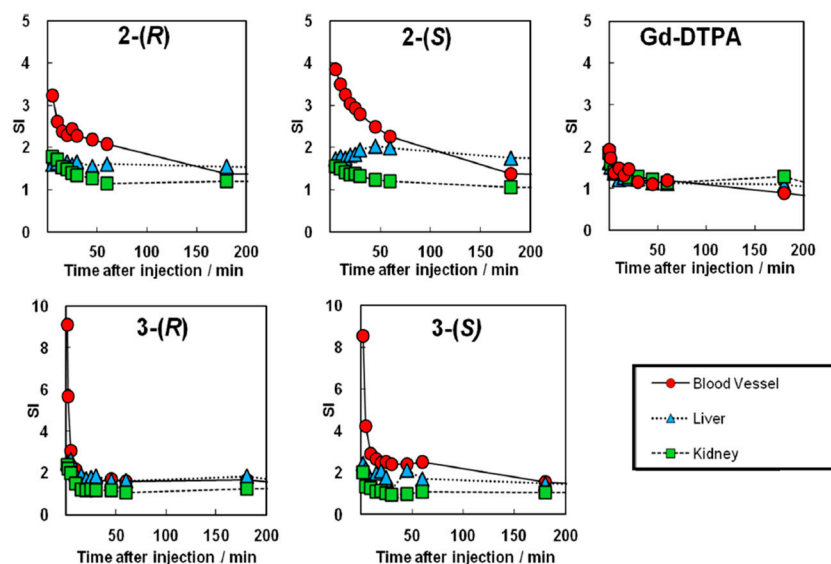 2-(R)
5
4
3
2
1
0
SI
0 50 100 150 200
Time after injection / min
2-(S)
5
4
3
2
1
0
SI
0 50 100 150 200
Time after injection / min
Gd-DTPA
5
4
3
2
1
0
SI
0 50 100 150 200
Time after injection / min
3-(R)
10
8
6
4
2
0
SI
0 50 100 150 200
Time after injection / min
3-(S)
10
8
6
4
2
0
SI
0 50 100 150 200
Time after injection / min
Blood Vessel
Liver
Kidney